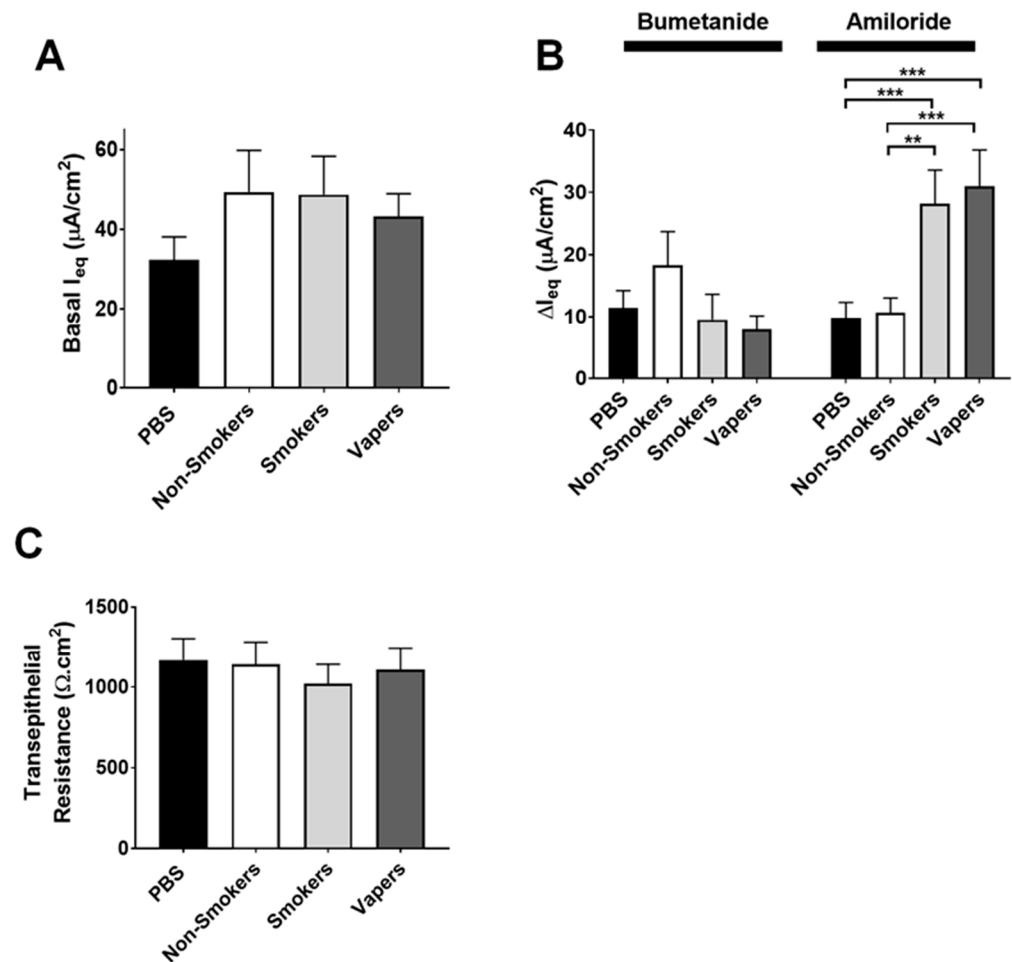 A
Basal Ieq (µA/cm²)
60
40
20
0
PBS
Non-Smokers
Smokers
Vapers
B
Bumetanide
Amiloride
***
***
***
**
ΔIeq (µA/cm²)
40
30
20
10
0
PBS
Non-Smokers
Smokers
Vapers
PBS
Non-Smokers
Smokers
Vapers
C
Transepithelial
Resistance (Ω.cm²)
1500
1000
500
0
PBS
Non-Smokers
Smokers
Vapers